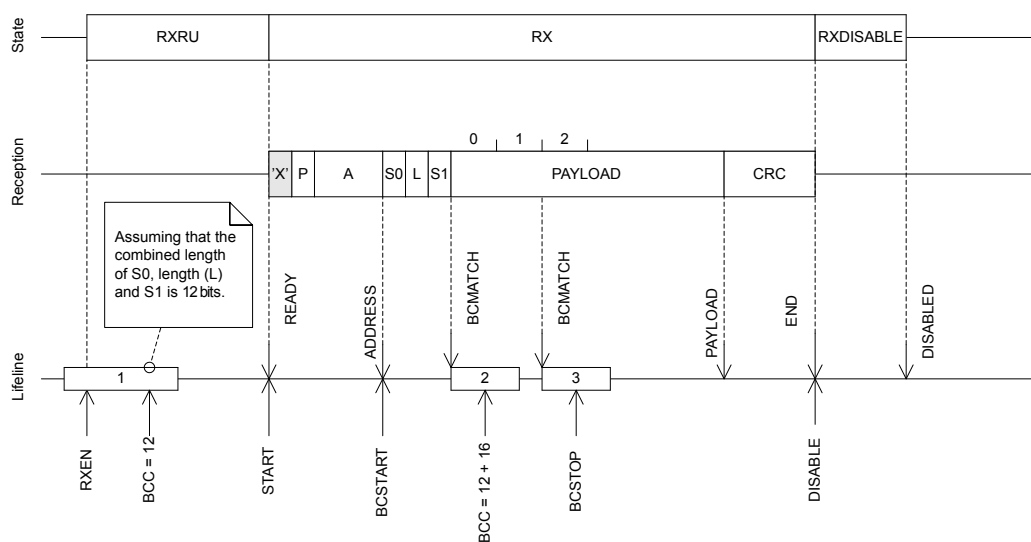 State
RXRU
RX
RXDISABLE
Reception
0
1
2
'X'
P
A
S0
L
S1
PAYLOAD
CRC
Assuming that the
combined length
of S0, length (L)
and S1 is 12 bits.
READY
ADDRESS
BCMATCH
BCMATCH
PAYLOAD
END
DISABLED
Lifeline
1
2
3
RXEN
BCC = 12
START
BCSTART
BCC = 12 + 16
BCSTOP
DISABLE